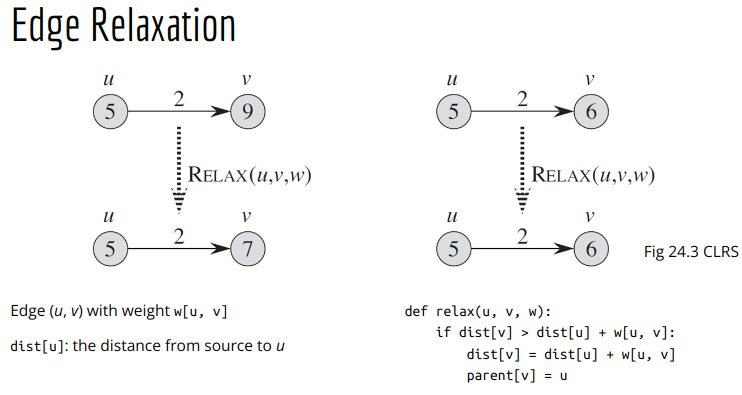 Edge Relaxation
u v
5 2 9
RELAX(u,v,w)
u v
5 2 7
u v
5 2 6
RELAX(u,v,w)
u v
5 2 6
Fig 24.3 CLRS
Edge (u, v) with weight w[u, v]
dist[u]: the distance from source to u
def relax(u, v, w):
    if dist[v] > dist[u] + w[u, v]:
        dist[v] = dist[u] + w[u, v]
        parent[v] = u